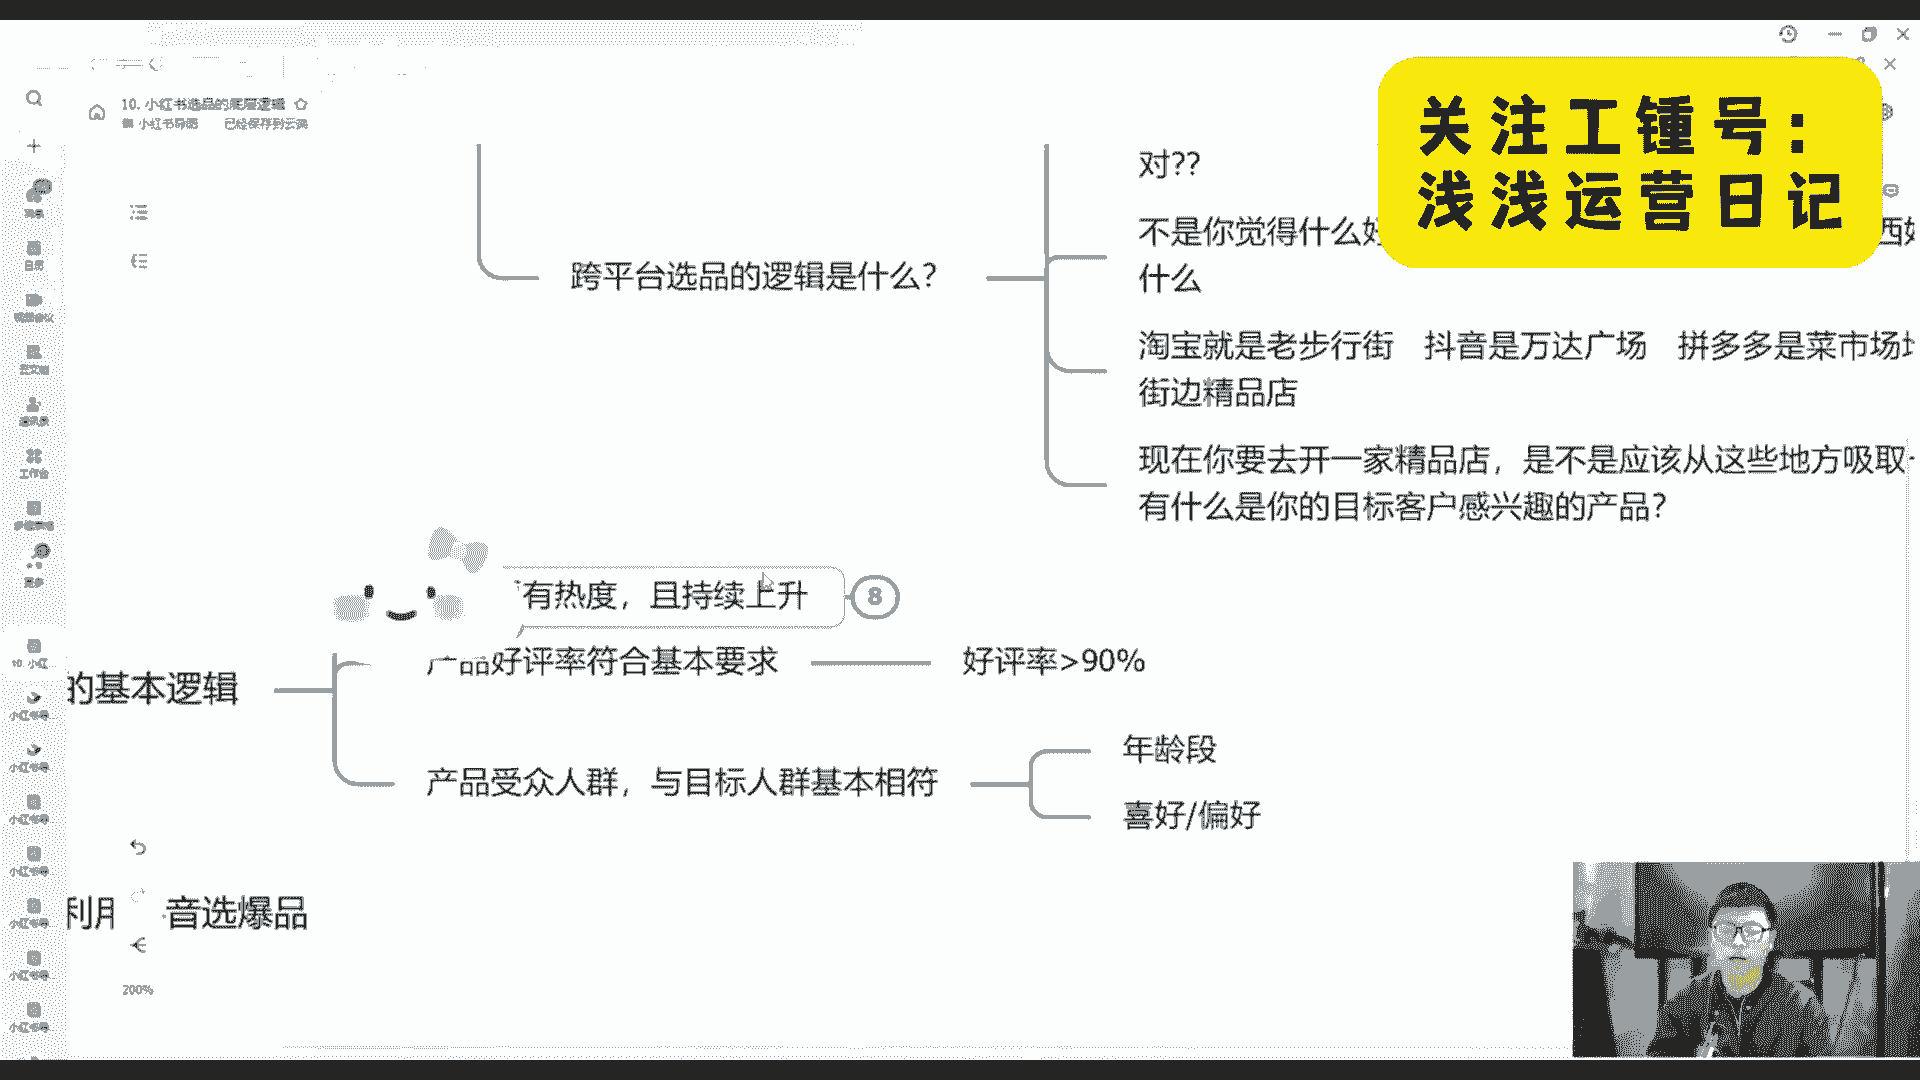 关注工锺号：
浅浅运营日记
10. 小红书选品的底层逻辑
小红书导图 已经保存到云端
对??
不是你觉得什么好
什么
跨平台选品的逻辑是什么？
淘宝就是老步行街 抖音是万达广场 拼多多是菜市场
街边精品店
现在你要去开一家精品店，是不是应该从这些地方吸取
有什么是你的目标客户感兴趣的产品？
有热度，且持续上升
8
产品好评率符合基本要求
好评率>90%
的基本逻辑
年龄段
产品受众人群，与目标人群基本相符
喜好/偏好
音选爆品
200%
工作台